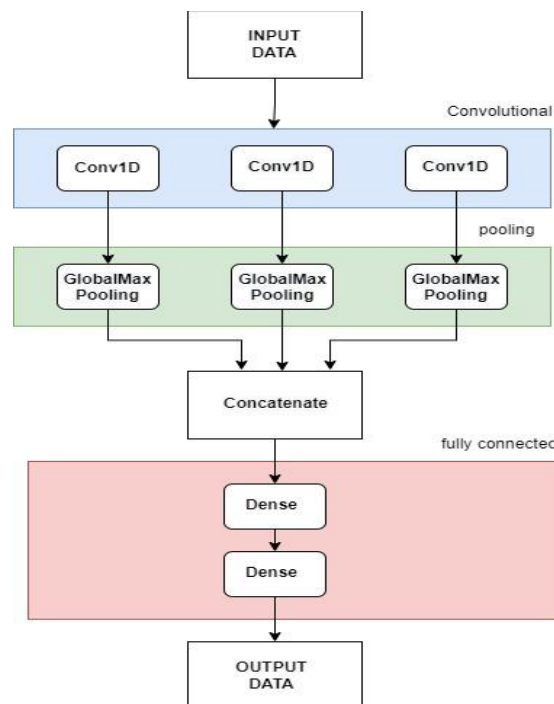 INPUT
DATA
Convolutional
Conv1D
Conv1D
Conv1D
pooling
GlobalMax
Pooling
GlobalMax
Pooling
GlobalMax
Pooling
Concatenate
fully connected
Dense
Dense
OUTPUT
DATA